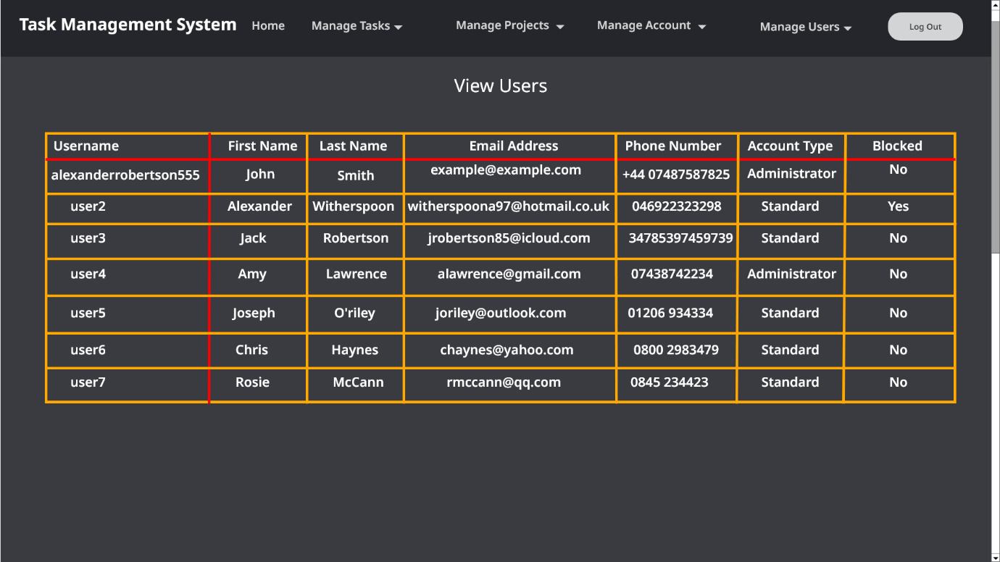 Task Management System Home Manage Tasks Manage Projects Manage Account Manage Users Log Out
View Users
Username First Name Last Name Email Address Phone Number Account Type Blocked
alexanderrobertson555 John Smith example@example.com +44 07487587825 Administrator No
user2 Alexander Witherspoon witherspoona97@hotmail.co.uk 046922323298 Standard Yes
user3 Jack Robertson jrobertson85@icloud.com 34785397459739 Standard No
user4 Amy Lawrence alawrence@gmail.com 07438742234 Administrator No
user5 Joseph O'riley joriley@outlook.com 01206 934334 Standard No
user6 Chris Haynes chaynes@yahoo.com 0800 2983479 Standard No
user7 Rosie McCann rmccann@qq.com 0845 234423 Standard No